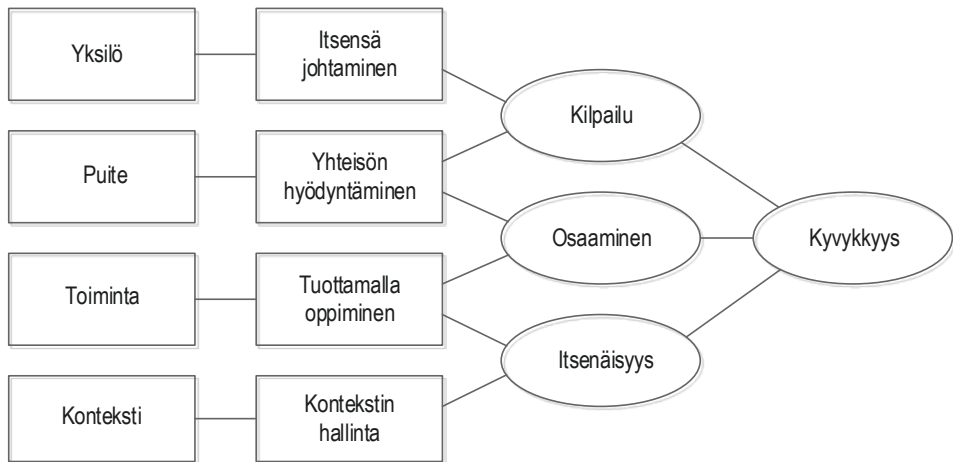 Yksilö
Itsensä
johtaminen
Kilpailu
Puite
Yhteisön
hyödyntäminen
Osaaminen
Kyvykkyys
Toiminta
Tuottamalla
oppiminen
Itsenäisyys
Konteksti
Kontekstin
hallinta